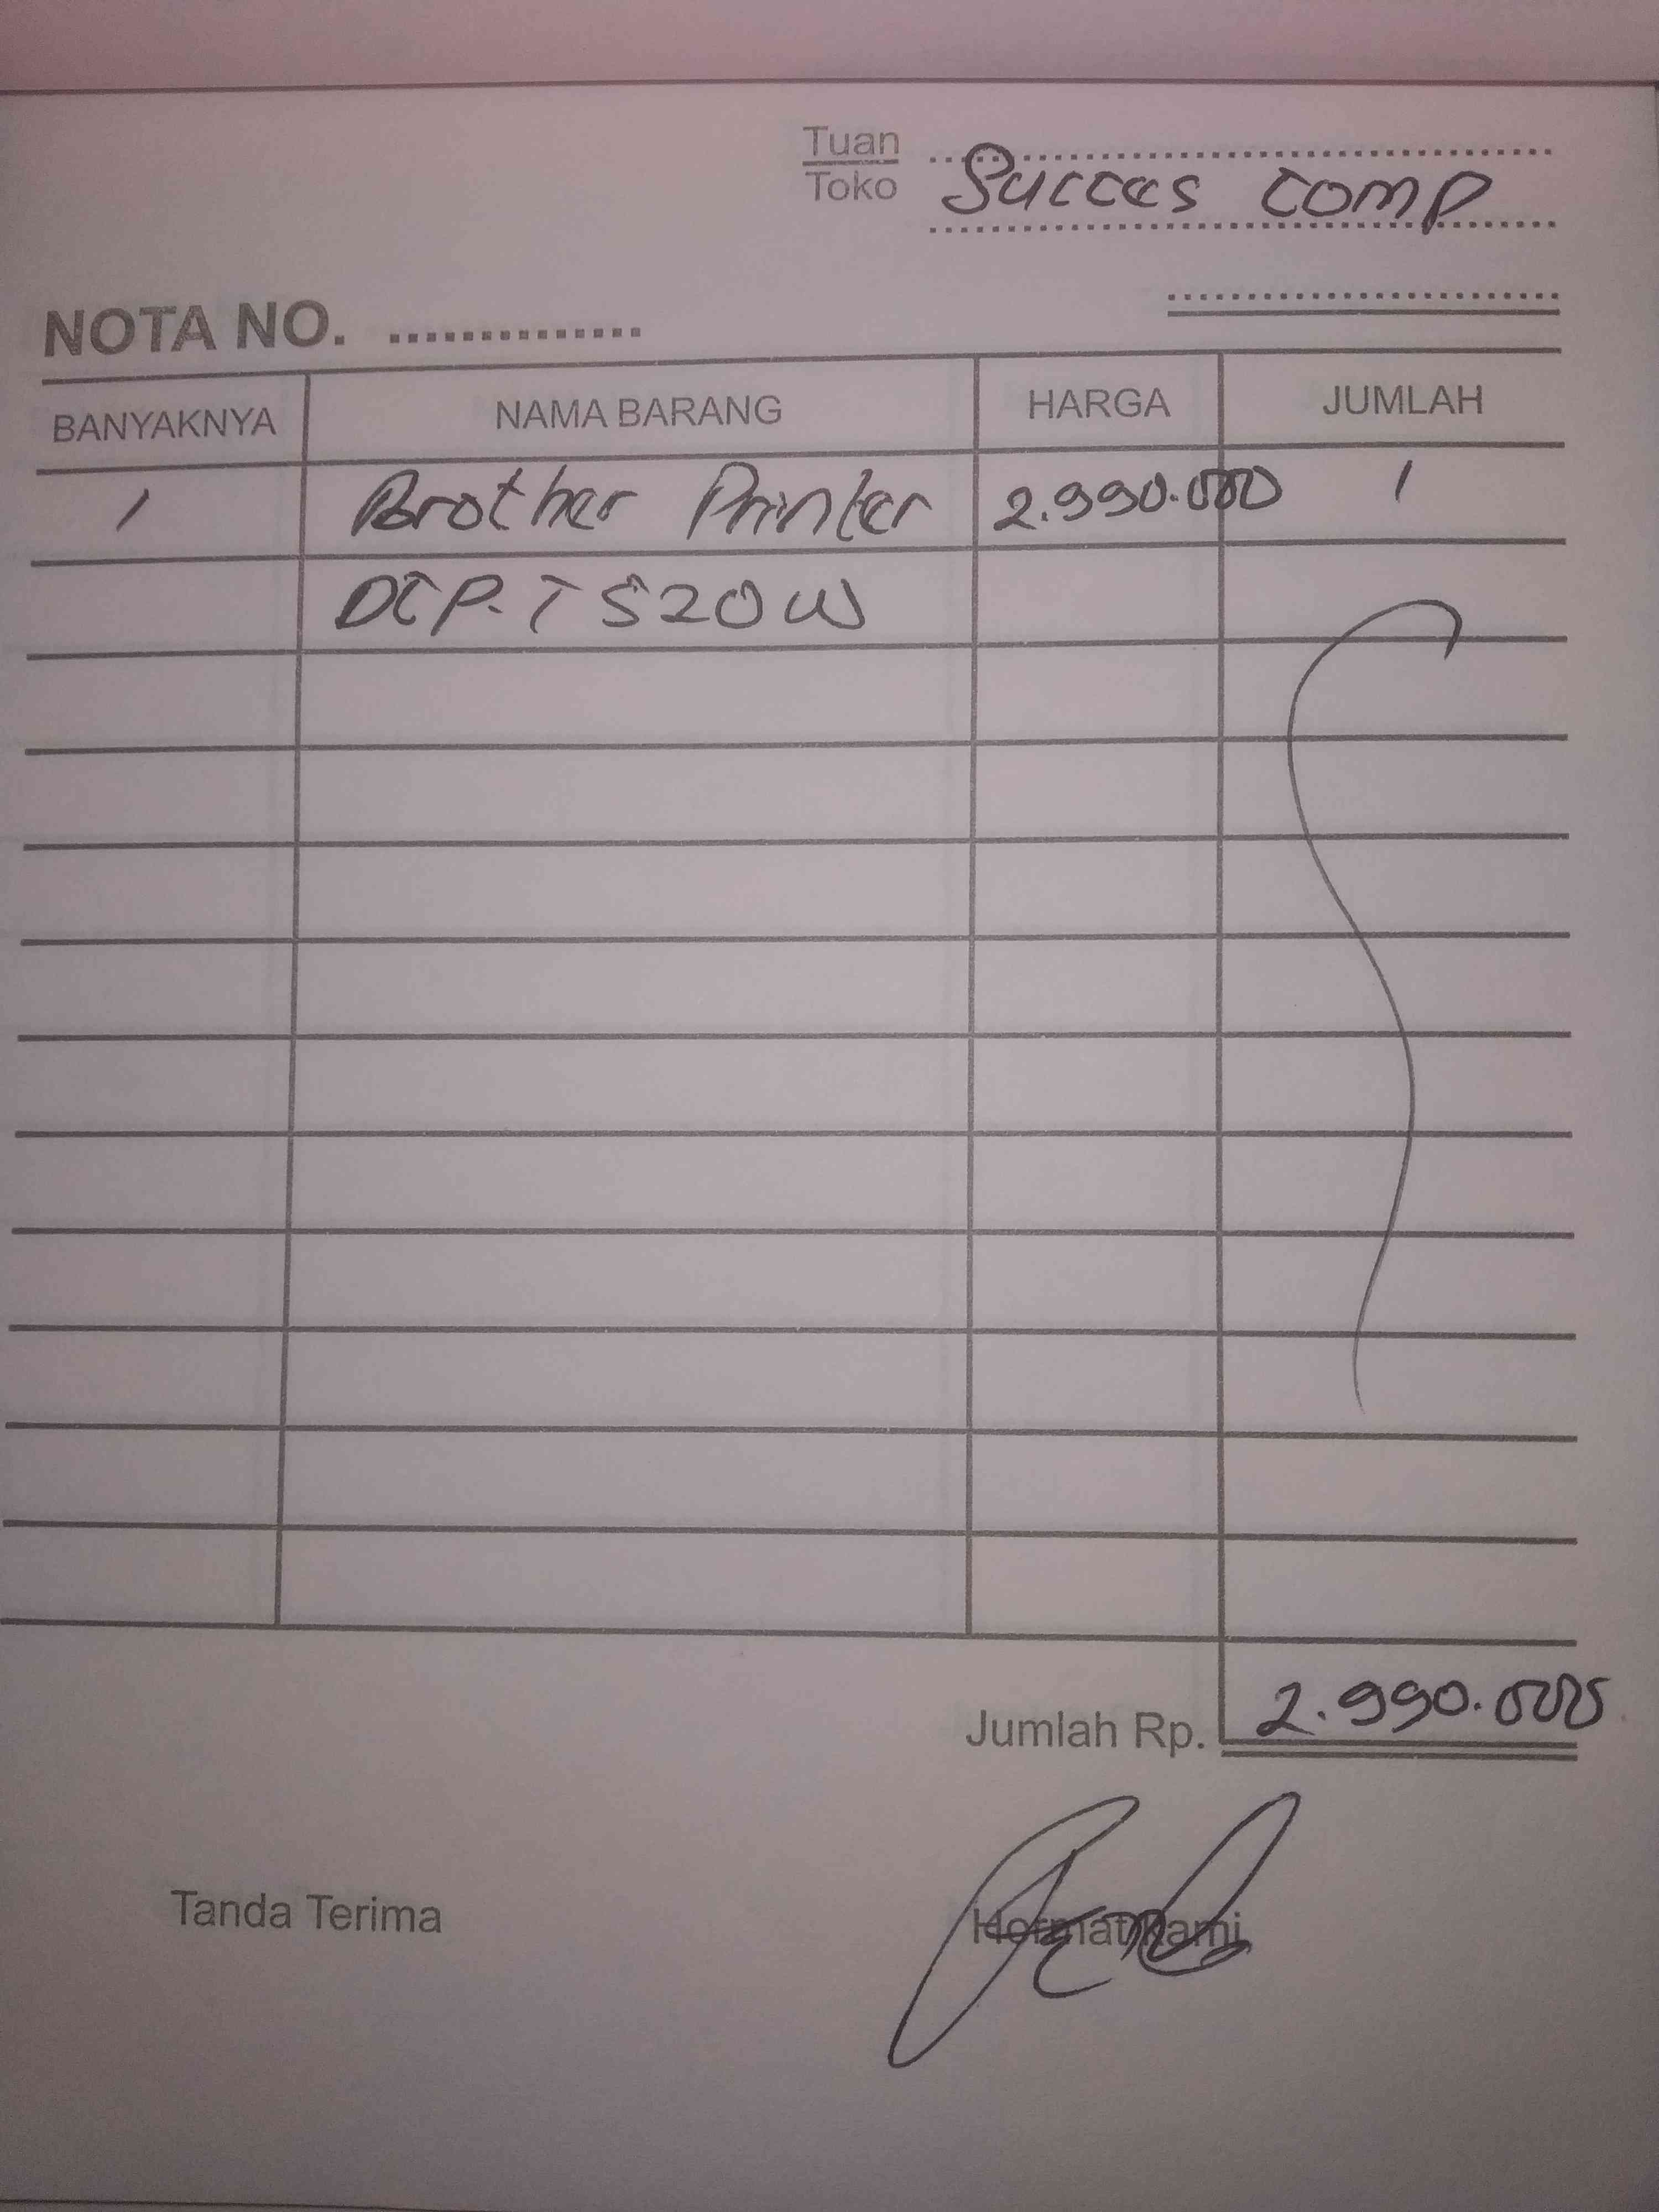 Tuan
Toko Succes Comp
NOTA NO. ..............
BANYAKNYA NAMA BARANG HARGA JUMLAH
1 Brother Printer 2.990.000 1
DCP-T520W
Jumlah Rp. 2.990.000
Tanda Terima Hormat Kami